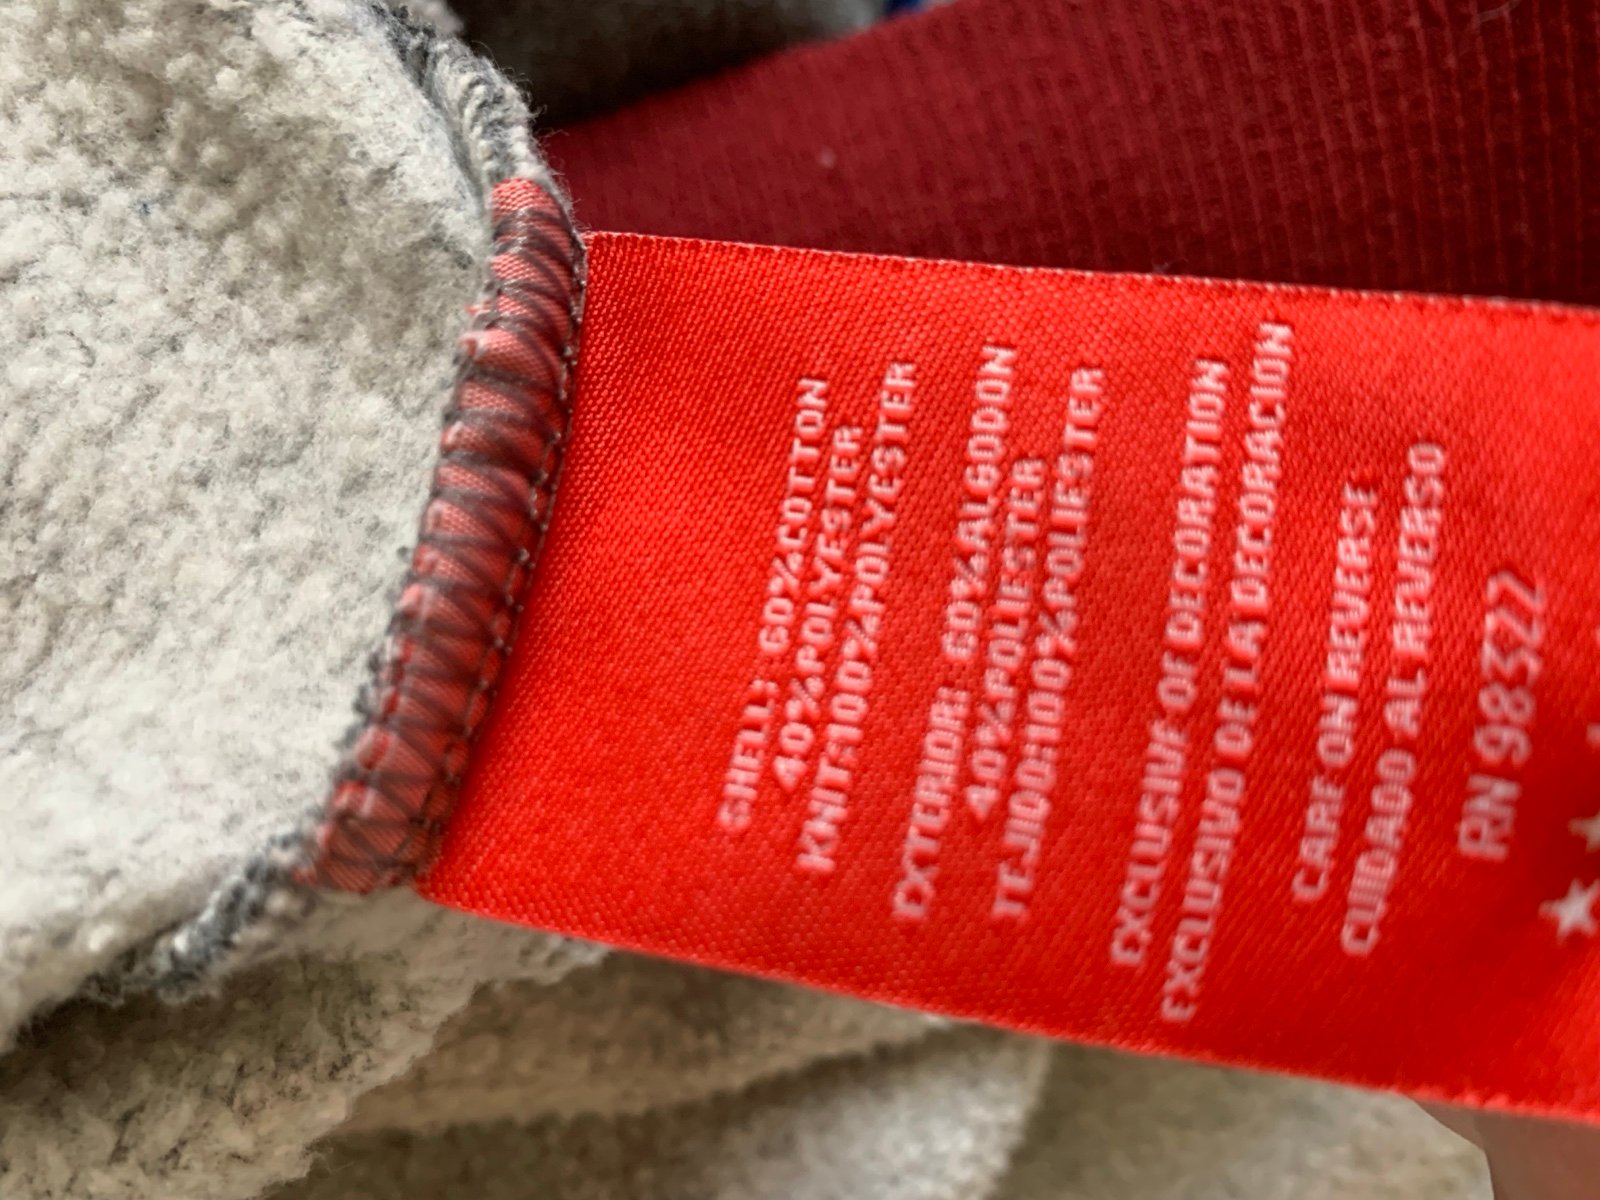 SHELL: 60%COTTON
40%POLYESTER
KNIT:100%POLYESTER
EXTERIOR: 60%ALGODON
40%POLIESTER
TEJIDO:100%POLIESTER
EXCLUSIVE OF DECORATION
EXCLUSIVO DE LA DECORACION
CARE ON REVERSE
CUIDADO AL REVERSO
RN 98322